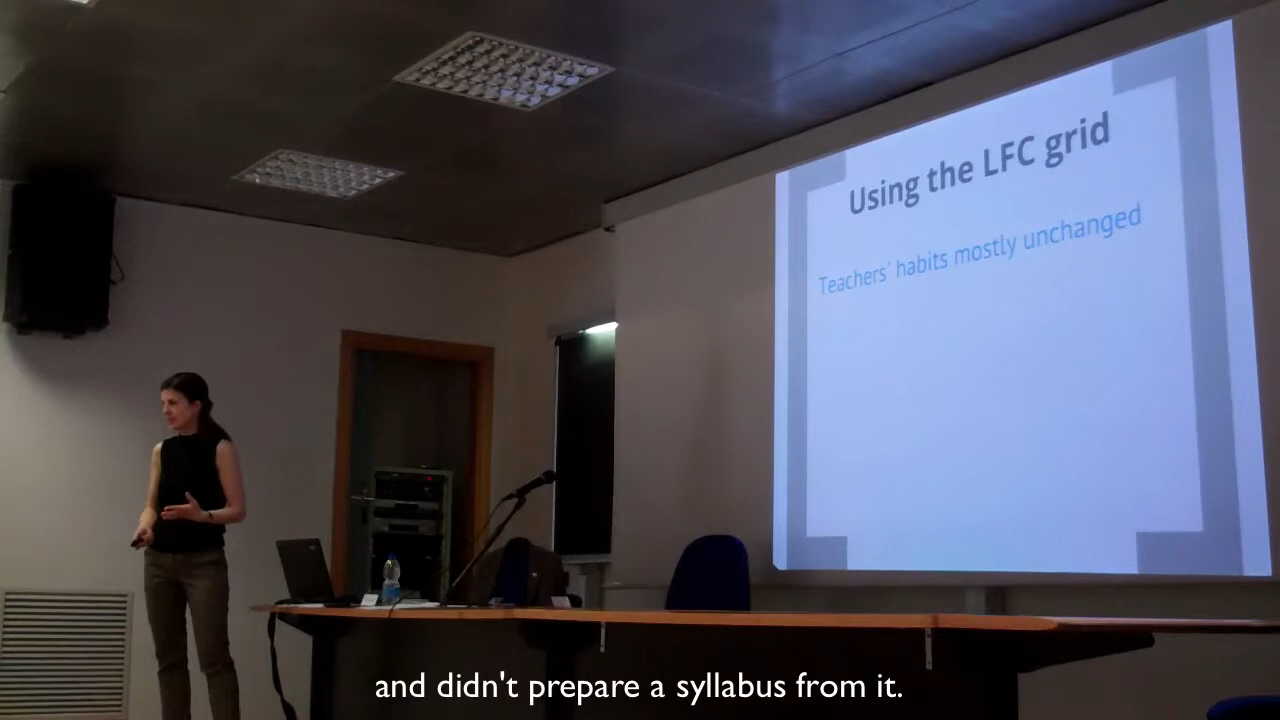 Using the LFC grid
Teachers' habits mostly unchanged
and didn't prepare a syllabus from it.